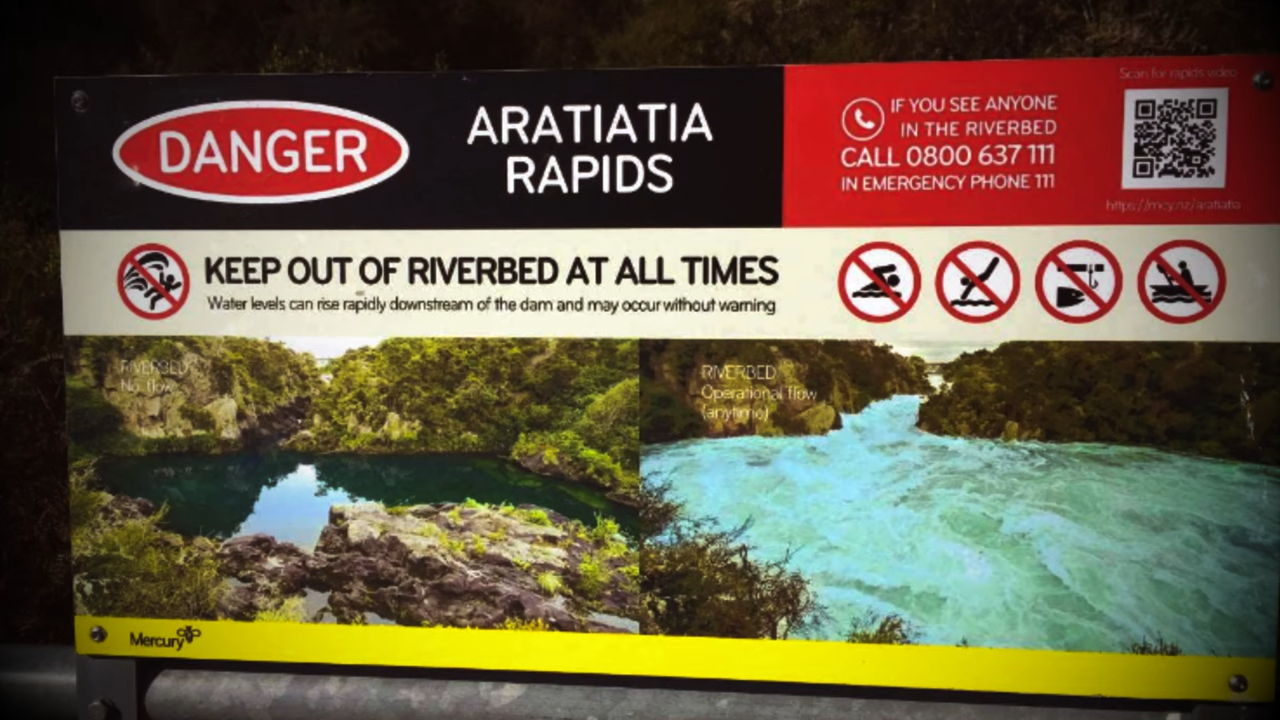 DANGER
ARATIATIA
RAPIDS
IF YOU SEE ANYONE
IN THE RIVERBED
CALL 0800 637 111
IN EMERGENCY PHONE 111
Scan for rapids video
https://mcy.nz/aratiatia
KEEP OUT OF RIVERBED AT ALL TIMES
Water levels can rise rapidly downstream of the dam and may occur without warning
RIVERBED
No flow
RIVERBED
Operational flow
(anytime)
Mercury